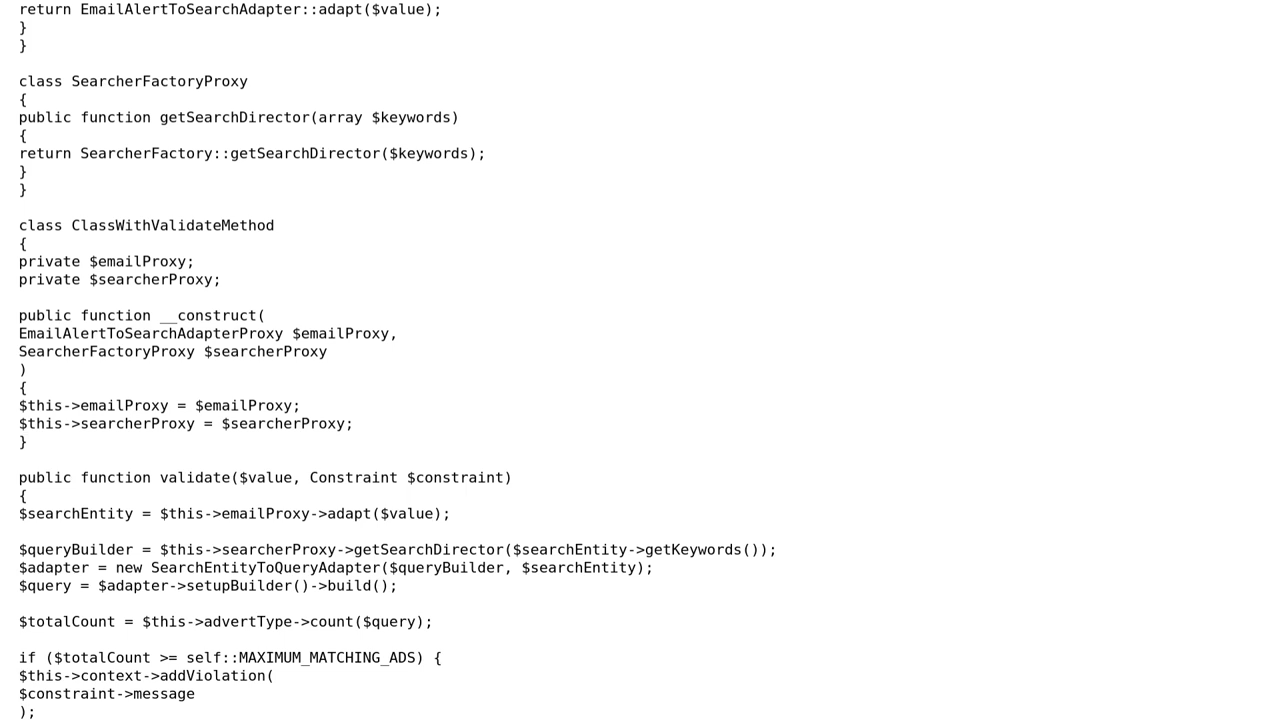 return EmailAlertToSearchAdapter::adapt($value);
}
}
class SearcherFactoryProxy
{
public function getSearchDirector(array $keywords)
{
return SearcherFactory::getSearchDirector($keywords);
}
}
class ClassWithValidateMethod
{
private $emailProxy;
private $searcherProxy;
public function __construct(
EmailAlertToSearchAdapterProxy $emailProxy,
SearcherFactoryProxy $searcherProxy
)
{
$this->emailProxy = $emailProxy;
$this->searcherProxy = $searcherProxy;
}
public function validate($value, Constraint $constraint)
{
$searchEntity = $this->emailProxy->adapt($value);
$queryBuilder = $this->searcherProxy->getSearchDirector($searchEntity->getKeywords());
$adapter = new SearchEntityToQueryAdapter($queryBuilder, $searchEntity);
$query = $adapter->setupBuilder()->build();
$totalCount = $this->advertType->count($query);
if ($totalCount >= self::MAXIMUM_MATCHING_ADS) {
$this->context->addViolation(
$constraint->message
);